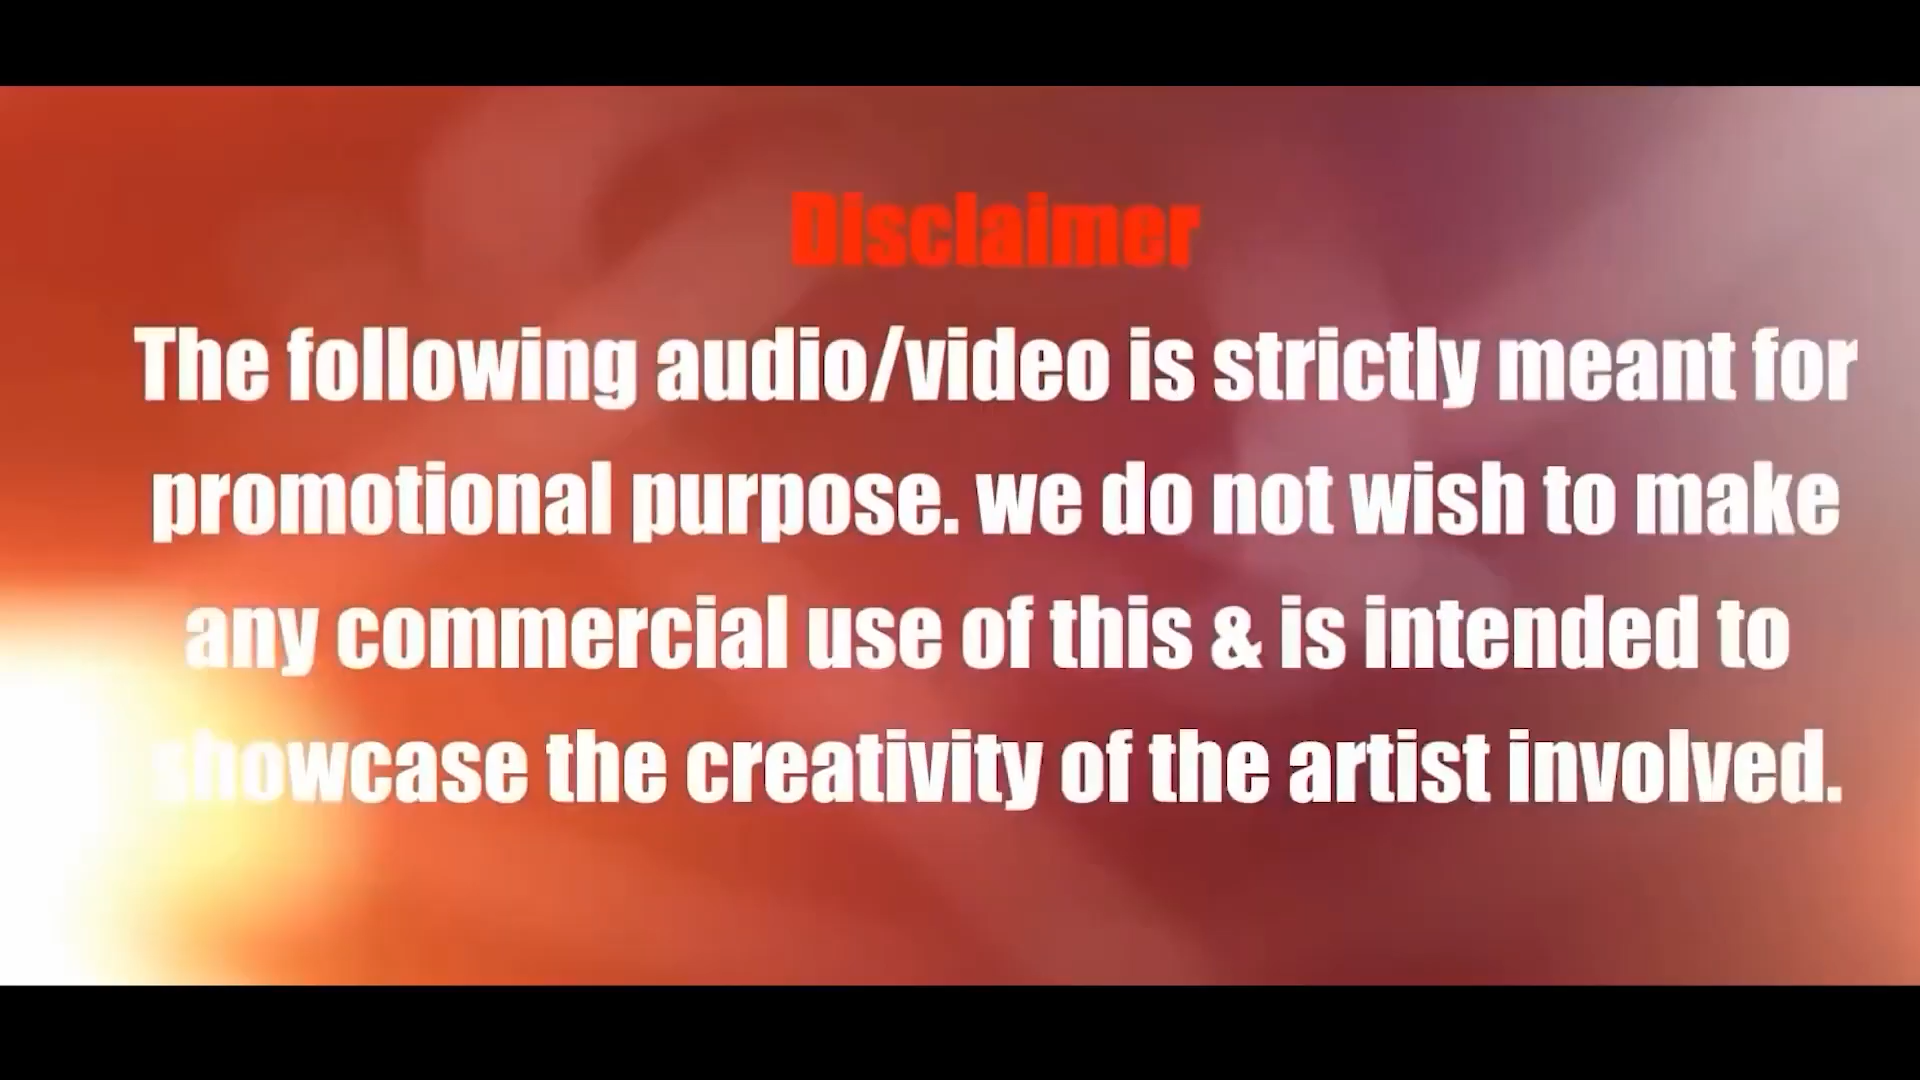 Disclaimer
The following audio/video is strictly meant for
promotional purpose. we do not wish to make
any commercial use of this & is intended to
showcase the creativity of the artist involved.